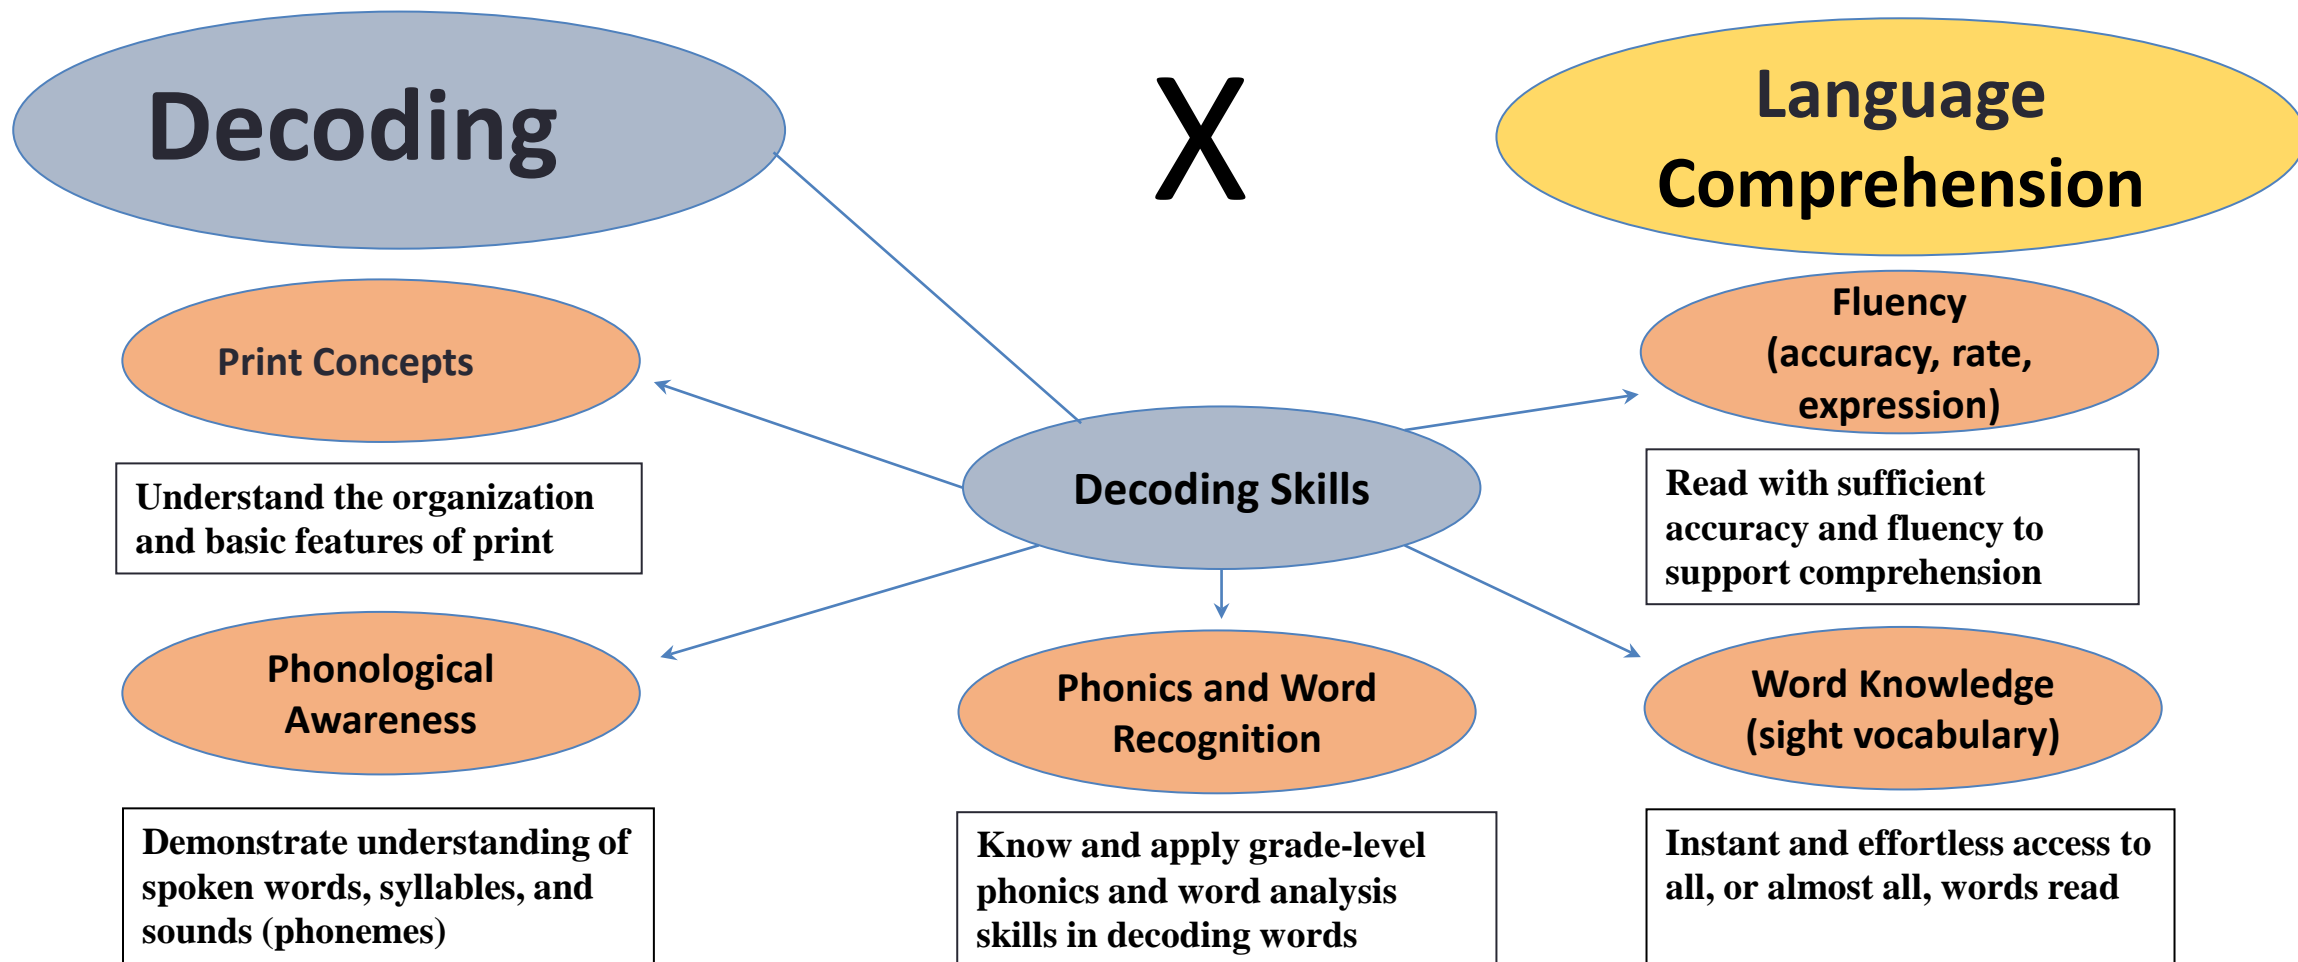 Decoding
X
Language
Comprehension
Print Concepts
Understand the organization
and basic features of print
Decoding Skills
Fluency
(accuracy, rate,
expression)
Read with sufficient
accuracy and fluency to
support comprehension
Phonological
Awareness
Demonstrate understanding of
spoken words, syllables, and
sounds (phonemes)
Phonics and Word
Recognition
Know and apply grade-level
phonics and word analysis
skills in decoding words
Word Knowledge
(sight vocabulary)
Instant and effortless access to
all, or almost all, words read